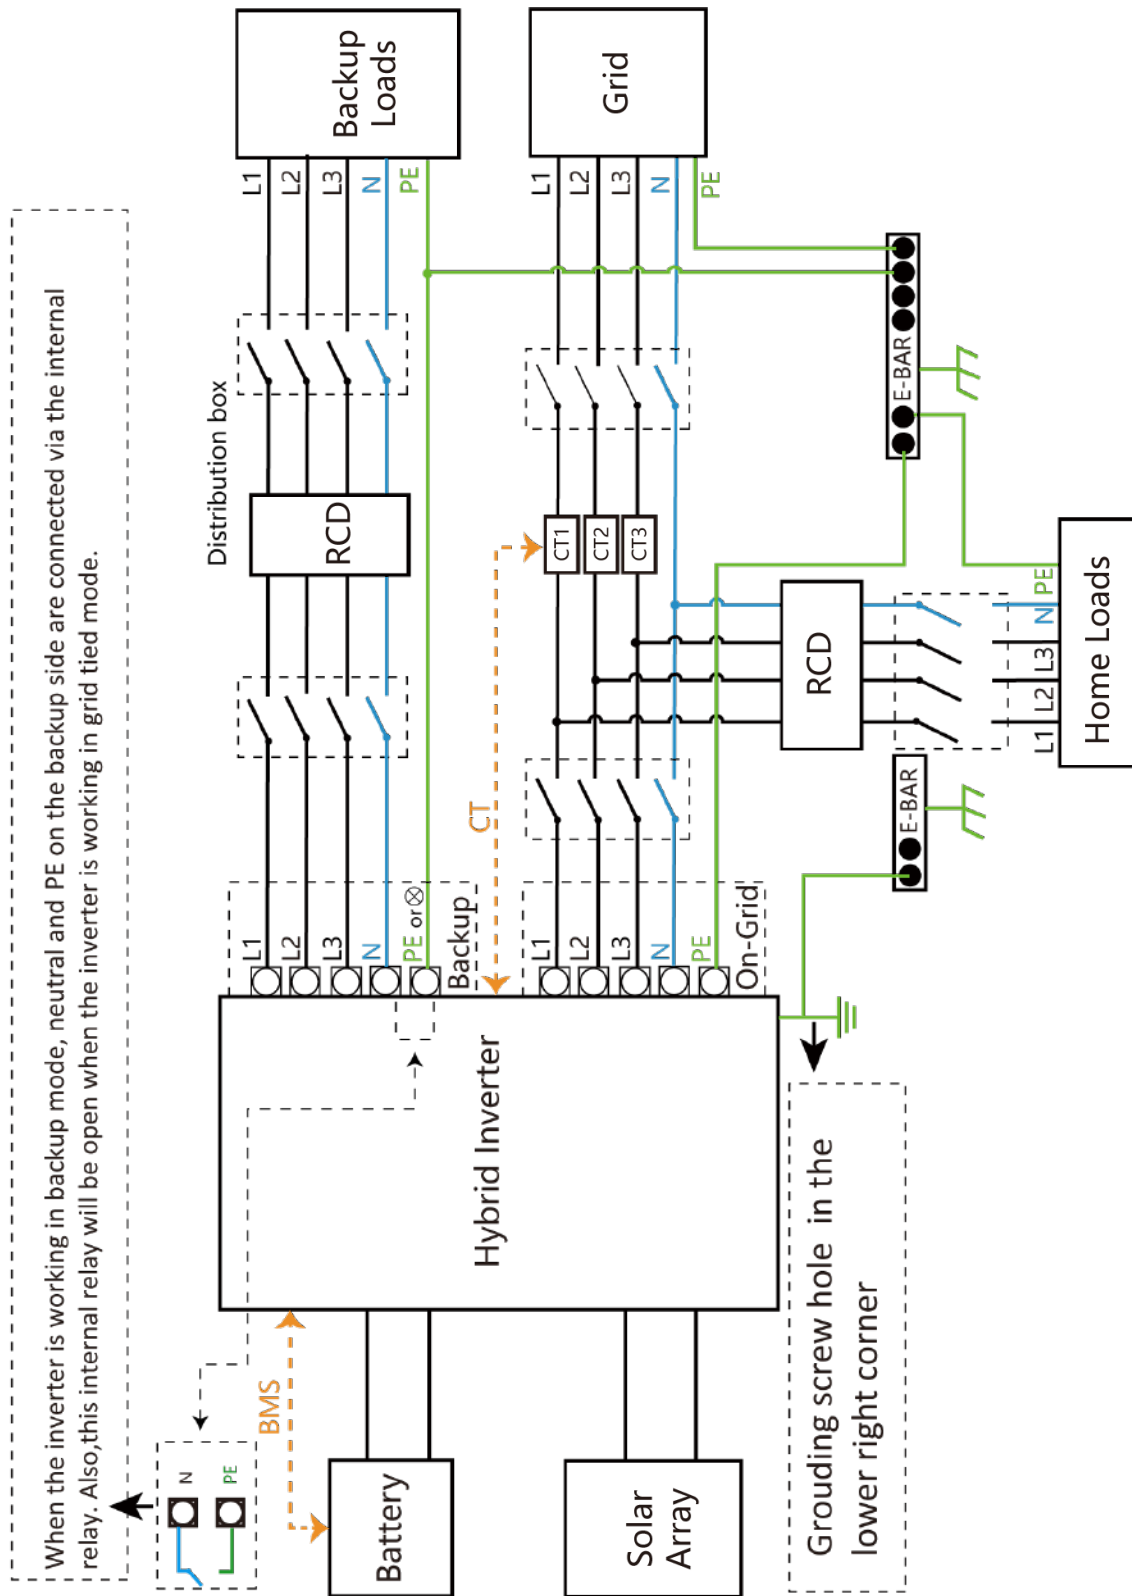 When the inverter is working in backup mode, neutral and PE on the backup side are connected via the internal
relay. Also,this internal relay will be open when the inverter is working in grid tied mode.
N
PE
Distribution box
BMS
Battery
Solar
Array
Hybrid Inverter
L1
L2
L3
N
PE or
Backup
RCD
L1
L2
L3
N
PE
Backup
Loads
CT
L1
L2
L3
N
PE
On-Grid
CT1
CT2
CT3
L1
L2
L3
N
PE
Grid
RCD
E-BAR
E-BAR
L1
L2
L3
N
PE
Home Loads
Grouding screw hole in the
lower right corner